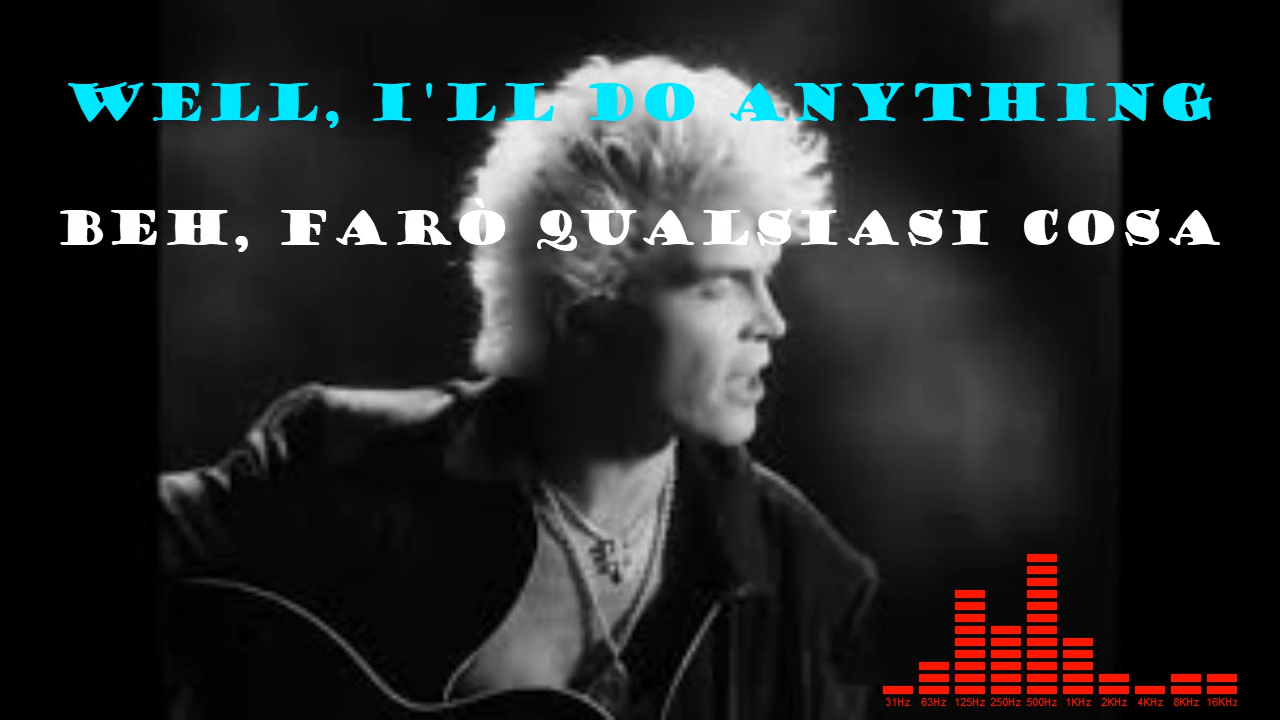 WELL, I'LL DO ANYTHING
BEH, FARÒ QUALSIASI COSA
31Hz 63Hz 125Hz 250Hz 500Hz 1KHz 2KHz 4KHz 8KHz 16KHz